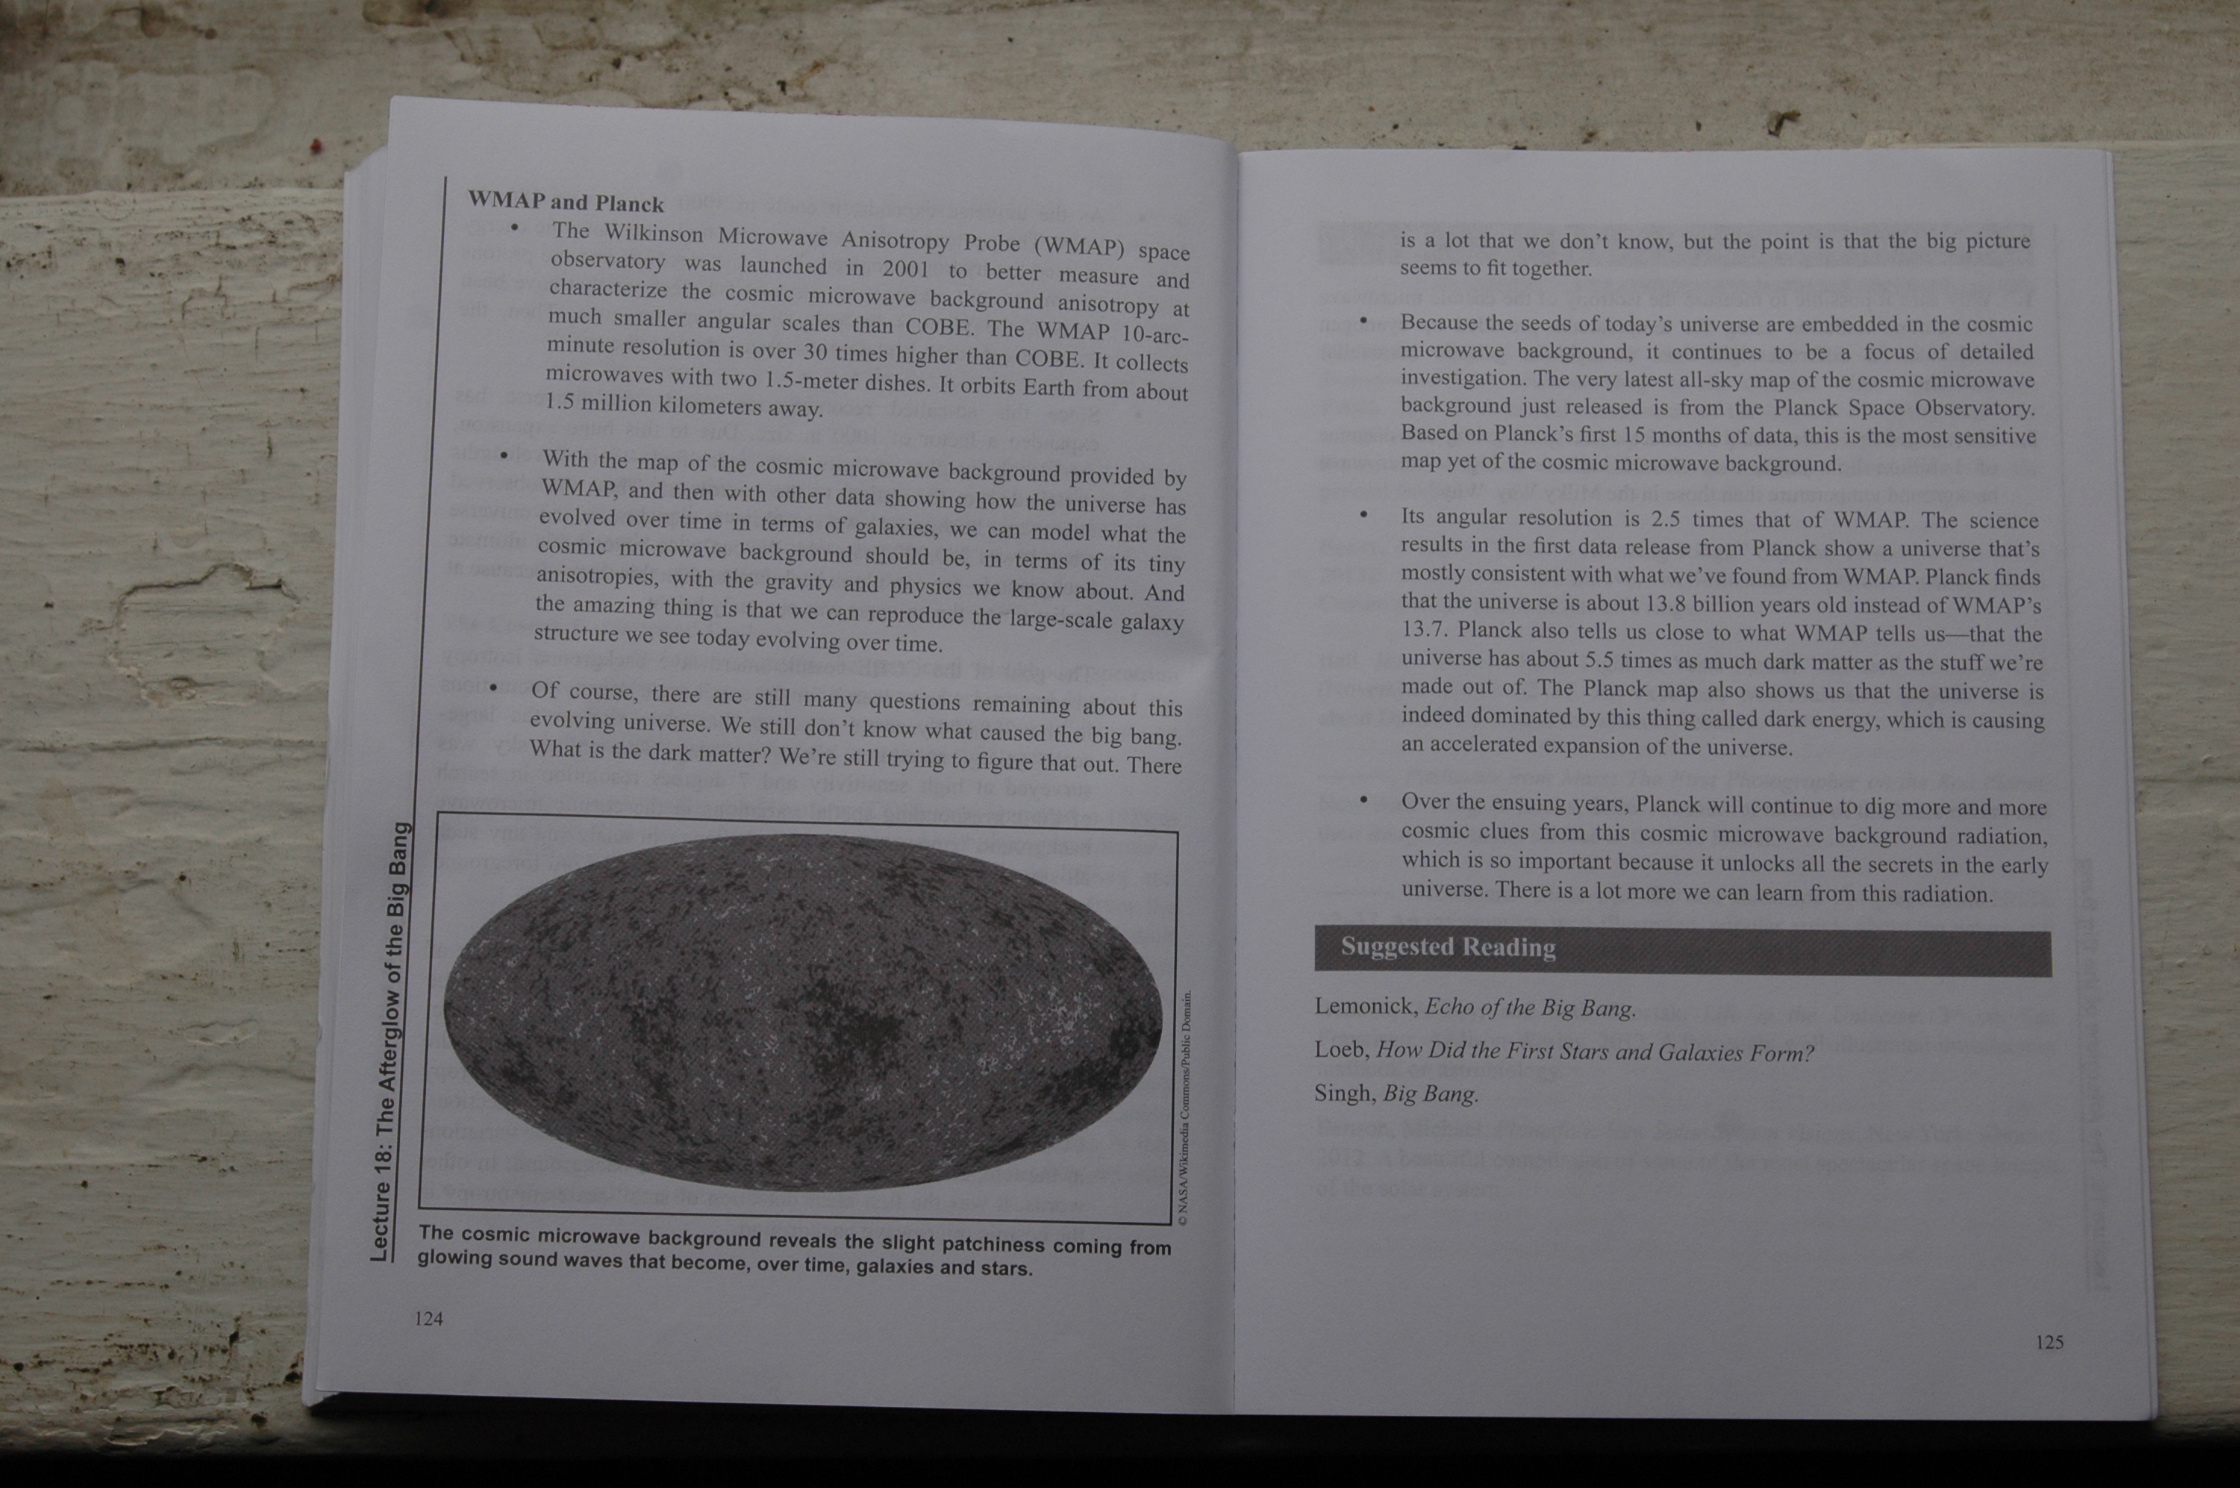 WMAP and Planck
• The Wilkinson Microwave Anisotropy Probe (WMAP) space
observatory was launched in 2001 to better measure and
characterize the cosmic microwave background anisotropy at
much smaller angular scales than COBE. The WMAP 10-arc-
minute resolution is over 30 times higher than COBE. It collects
microwaves with two 1.5-meter dishes. It orbits Earth from about
1.5 million kilometers away.
• With the map of the cosmic microwave background provided by
WMAP, and then with other data showing how the universe has
evolved over time in terms of galaxies, we can model what the
cosmic microwave background should be, in terms of its tiny
anisotropies, with the gravity and physics we know about. And
the amazing thing is that we can reproduce the large-scale galaxy
structure we see today evolving over time.
• Of course, there are still many questions remaining about this
evolving universe. We still don't know what caused the big bang.
What is the dark matter? We're still trying to figure that out. There
Lecture 18: The Afterglow of the Big Bang
© NASA/Wikimedia Commons/Public Domain.
The cosmic microwave background reveals the slight patchiness coming from
glowing sound waves that become, over time, galaxies and stars.
124
is a lot that we don't know, but the point is that the big picture
seems to fit together.
• Because the seeds of today's universe are embedded in the cosmic
microwave background, it continues to be a focus of detailed
investigation. The very latest all-sky map of the cosmic microwave
background just released is from the Planck Space Observatory.
Based on Planck's first 15 months of data, this is the most sensitive
map yet of the cosmic microwave background.
• Its angular resolution is 2.5 times that of WMAP. The science
results in the first data release from Planck show a universe that's
mostly consistent with what we've found from WMAP. Planck finds
that the universe is about 13.8 billion years old instead of WMAP's
13.7. Planck also tells us close to what WMAP tells us—that the
universe has about 5.5 times as much dark matter as the stuff we're
made out of. The Planck map also shows us that the universe is
indeed dominated by this thing called dark energy, which is causing
an accelerated expansion of the universe.
• Over the ensuing years, Planck will continue to dig more and more
cosmic clues from this cosmic microwave background radiation,
which is so important because it unlocks all the secrets in the early
universe. There is a lot more we can learn from this radiation.
Suggested Reading
Lemonick, Echo of the Big Bang.
Loeb, How Did the First Stars and Galaxies Form?
Singh, Big Bang.
125